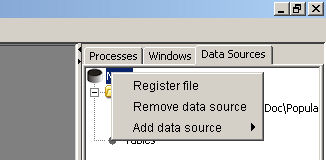 Processes Windows Data Sources
Register file
Remove data source
Doc\Popula
Add data source
Tables